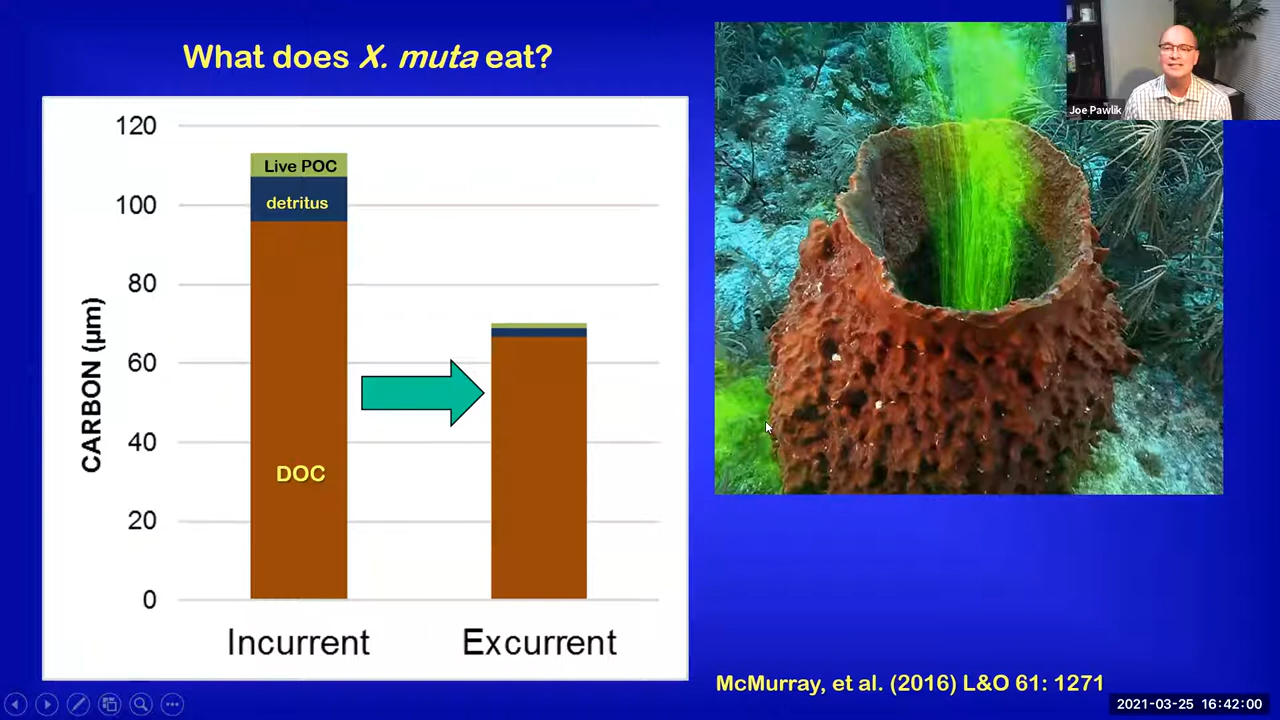 What does X. muta eat?
120
100
80
60
40
20
0
CARBON (µm)
Live POC
detritus
DOC
Incurrent
Excurrent
Joe Pawlik
McMurray, et al. (2016) L&O 61: 1271
2021-03-25 16:42:00